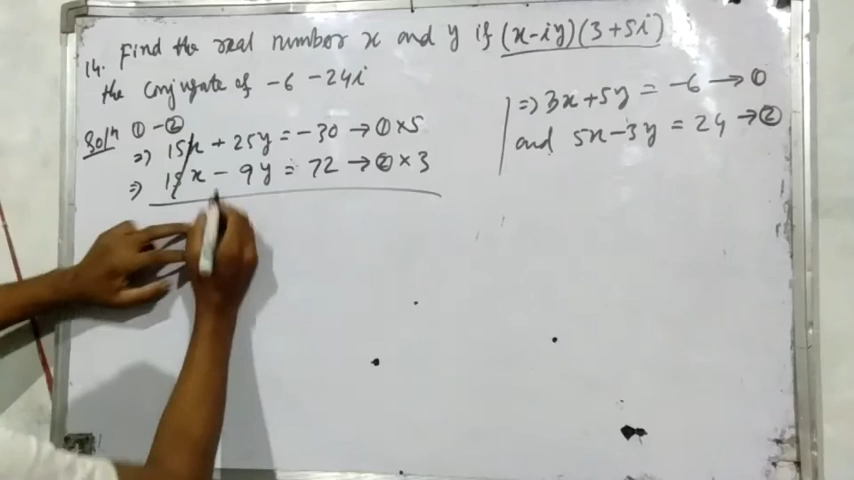 14. Find the real number x and y if (x-iy)(3+5i)
the Conjugate of -6 -24i
Solⁿ ① - ②
⇒ 15x + 25y = -30 → ① × 5
⇒ 15x - 9y = 72 → ② × 3
⇒ 3x + 5y = -6 → ①
and 5x - 3y = 24 → ②